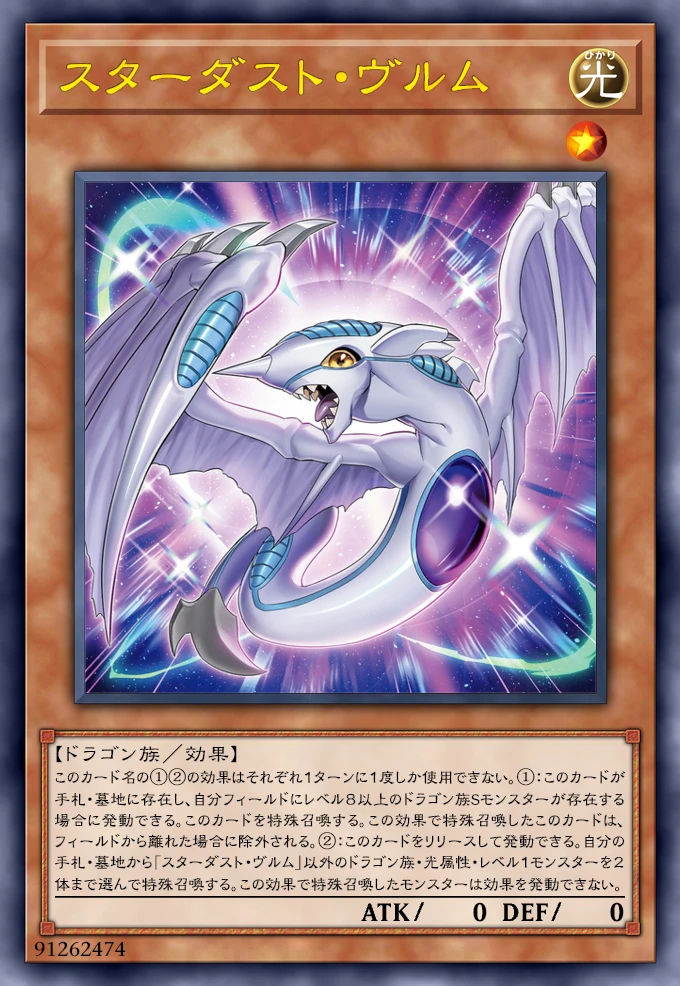 スターダスト・ヴルム
ひかり
光
【ドラゴン族／効果】
このカード名の①②の効果はそれぞれ1ターンに1度しか使用できない。①：このカードが
手札・墓地に存在し、自分フィールドにレベル8以上のドラゴン族Sモンスターが存在する
場合に発動できる。このカードを特殊召喚する。この効果で特殊召喚したこのカードは、
フィールドから離れた場合に除外される。②：このカードをリリースして発動できる。自分の
手札・墓地から「スターダスト・ヴルム」以外のドラゴン族・光属性・レベル1モンスターを2
体まで選んで特殊召喚する。この効果で特殊召喚したモンスターは効果を発動できない。
ATK/ 0 DEF/ 0
91262474